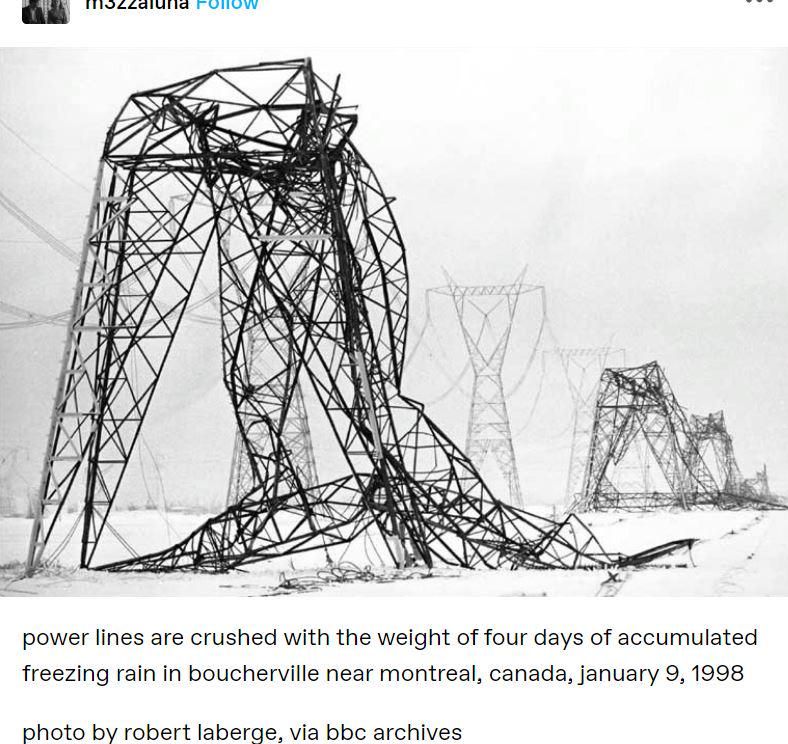 m3zzaluna Follow
power lines are crushed with the weight of four days of accumulated
freezing rain in boucherville near montreal, canada, january 9, 1998
photo by robert laberge, via bbc archives